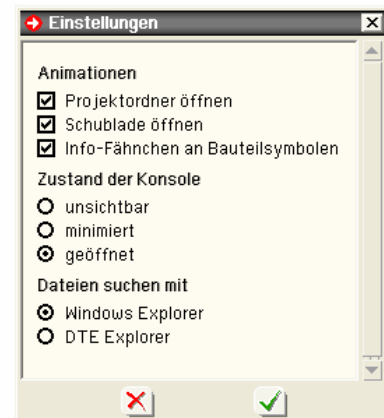 Einstellungen
Animationen
Projektordner öffnen
Schublade öffnen
Info-Fähnchen an Bauteilsymbolen
Zustand der Konsole
unsichtbar
minimiert
geöffnet
Dateien suchen mit
Windows Explorer
DTE Explorer